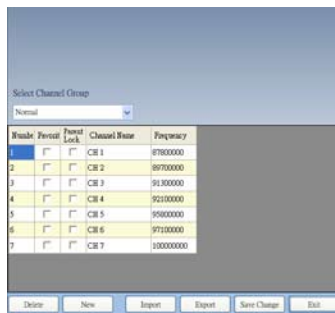 Select Channel Group
Normal
Numbe Favorit Parent Lock Channel Name Frequency
1 CH 1 87800000
2 CH 2 89700000
3 CH 3 91300000
4 CH 4 92100000
5 CH 5 95800000
6 CH 6 97100000
7 CH 7 100000000
Delete New Import Export Save Change Exit